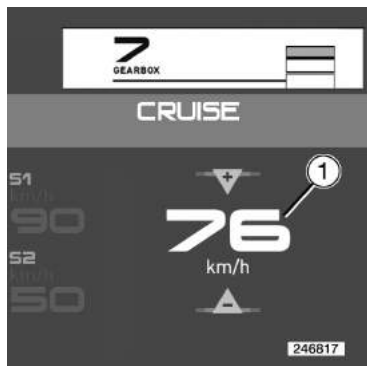 7
GEARBOX
CRUISE
1
S1
km/h
90
+
76
km/h
S2
km/h
50
-
246817